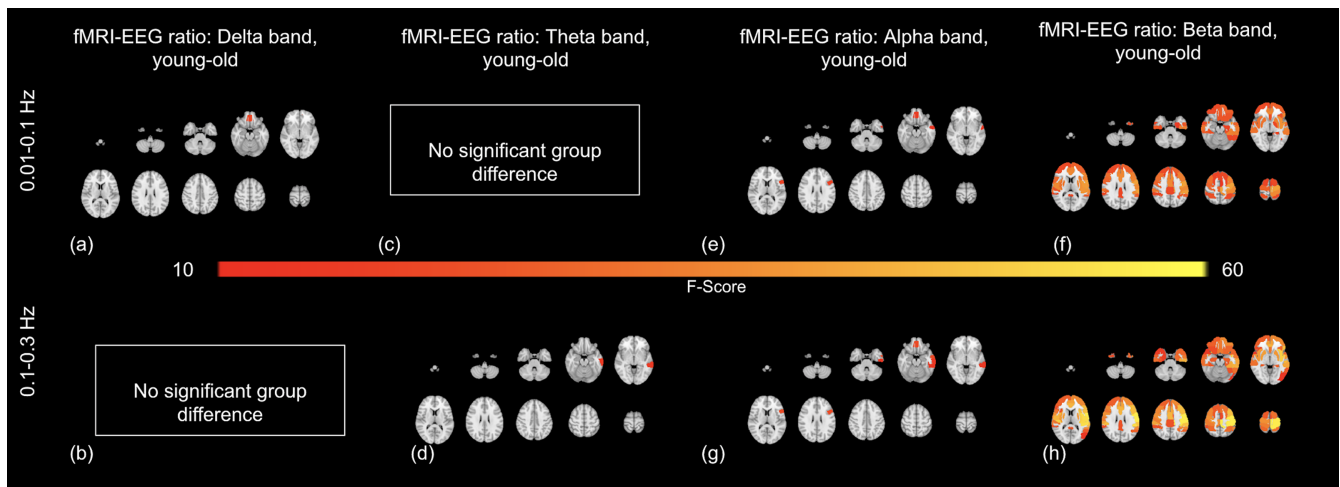 fMRI-EEG ratio: Delta band,
young-old
fMRI-EEG ratio: Theta band,
young-old
fMRI-EEG ratio: Alpha band,
young-old
fMRI-EEG ratio: Beta band,
young-old
0.01-0.1 Hz
No significant group
difference
(a)
(c)
(e)
(f)
10
60
F-Score
0.1-0.3 Hz
No significant group
difference
(b)
(d)
(g)
(h)